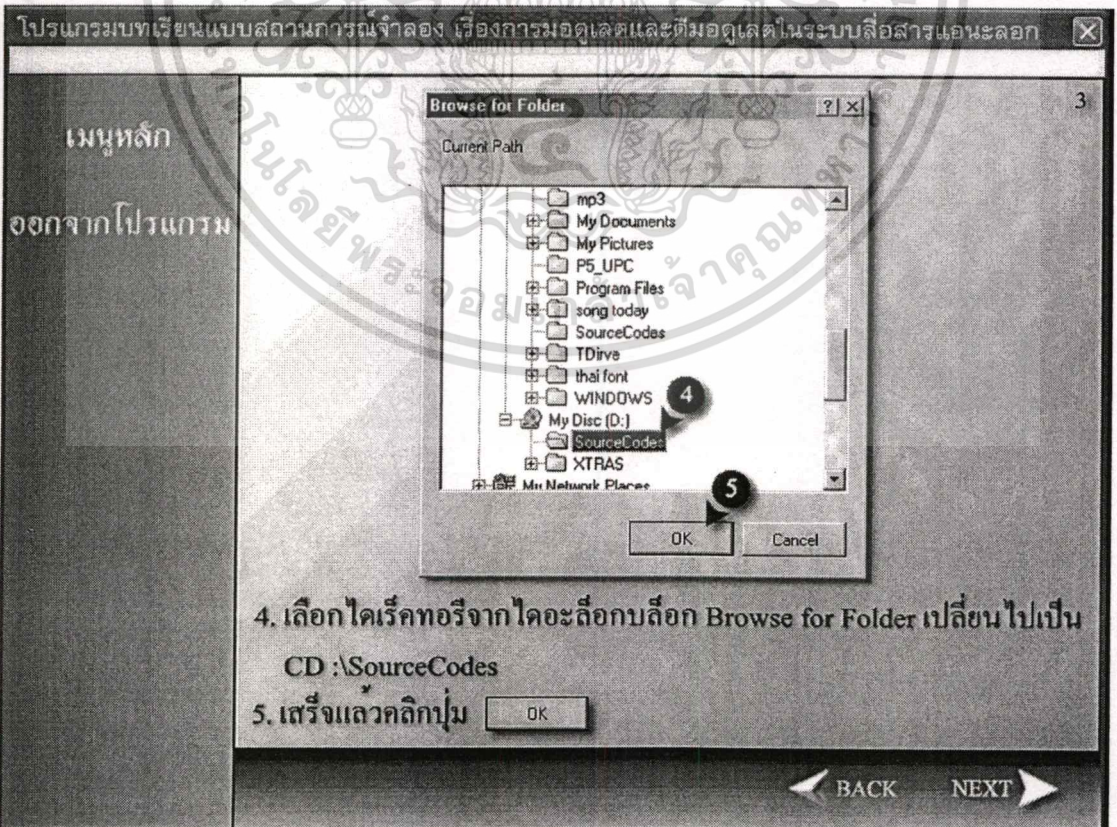 โปรแกรมบทเรียนแบบสถานการณ์จำลอง เรื่องการมอดูเลตและดีมอดูเลตในระบบสื่อสารแอนะลอก
3
เมนูหลัก
ออกจากโปรแกรม
Browse for Folder
Current Path
mp3
My Documents
My Pictures
P5_UPC
Program Files
song today
SourceCodes
TDirve
thai font
WINDOWS
4
My Disc (D:)
SourceCodes
XTRAS
My Network Places
5
OK
Cancel
4. เลือกไดเร็คทอรีจากไดอะล็อกบล็อก Browse for Folder เปลี่ยนไปเป็น
CD :\SourceCodes
5. เสร็จแล้วคลิกปุ่ม OK
BACK
NEXT